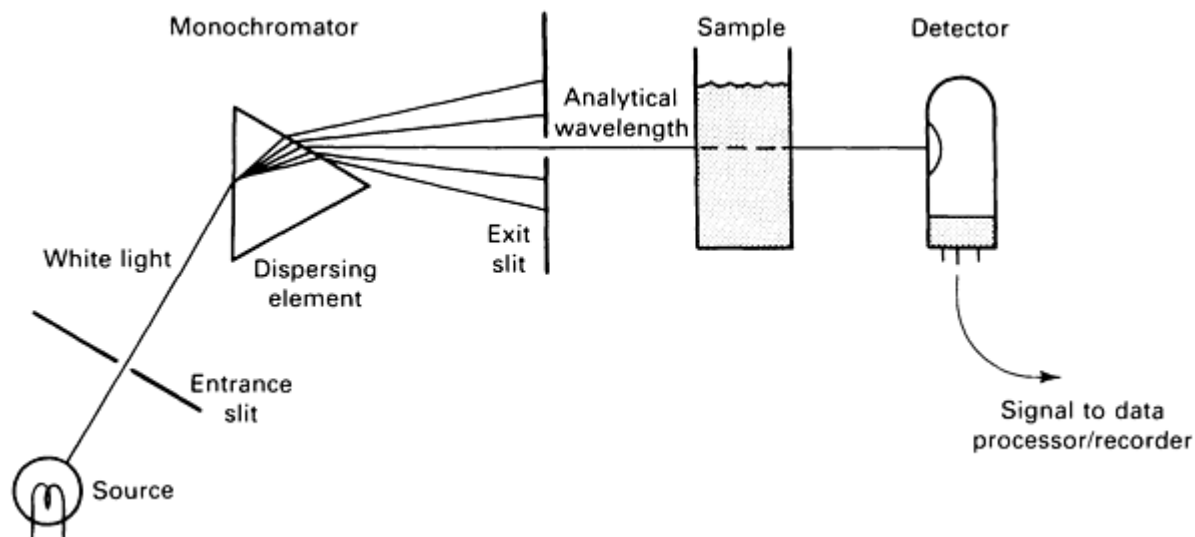 Monochromator
Sample
Detector
Analytical
wavelength
Exit
slit
White light
Dispersing
element
Entrance
slit
Source
Signal to data
processor/recorder